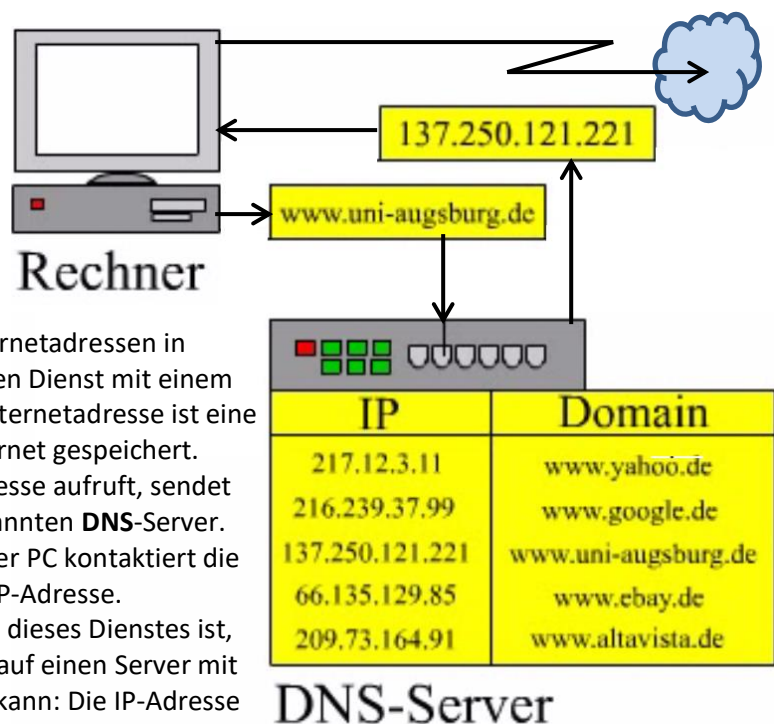 137.250.121.221
www.uni-augsburg.de
Rechner
rnetadressen in
en Dienst mit einem
nternetadresse ist eine
rnet gespeichert.
esse aufruft, sendet
annten DNS-Server.
er PC kontaktiert die
P-Adresse.
dieses Dienstes ist,
auf einen Server mit
kann: Die IP-Adresse
IP Domain
217.12.3.11 www.yahoo.de
216.239.37.99 www.google.de
137.250.121.221 www.uni-augsburg.de
66.135.129.85 www.ebay.de
209.73.164.91 www.altavista.de
DNS-Server